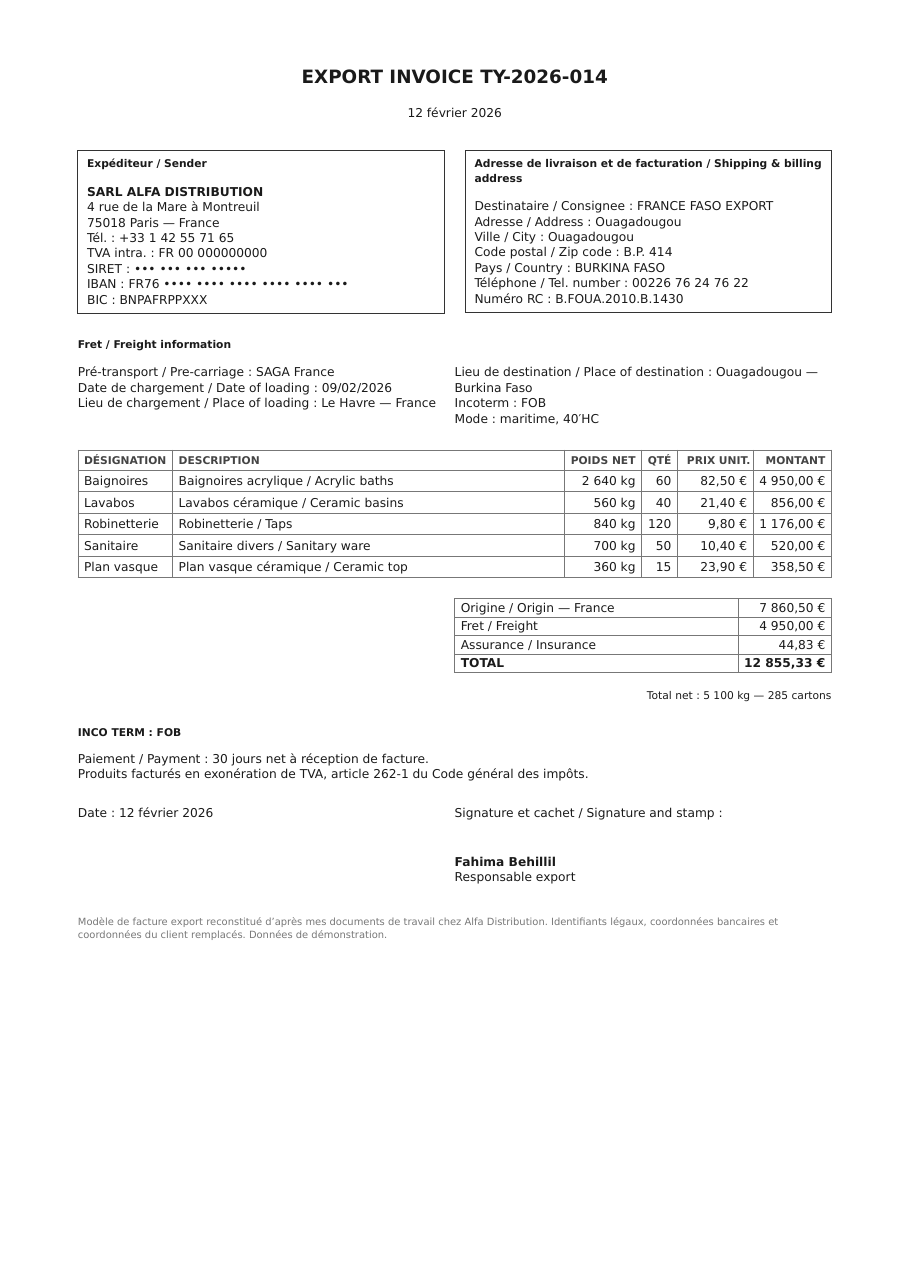 EXPORT INVOICE TY-2026-014
12 février 2026
Expéditeur / Sender
SARL ALFA DISTRIBUTION
4 rue de la Mare à Montreuil
75018 Paris — France
Tél. : +33 1 42 55 71 65
TVA intra. : FR 00 000000000
SIRET : ••• ••• ••• •••••
IBAN : FR76 •••• •••• •••• •••• •••• •••
BIC : BNPAFRPPXXX
Adresse de livraison et de facturation / Shipping & billing
address
Destinataire / Consignee : FRANCE FASO EXPORT
Adresse / Address : Ouagadougou
Ville / City : Ouagadougou
Code postal / Zip code : B.P. 414
Pays / Country : BURKINA FASO
Téléphone / Tel. number : 00226 76 24 76 22
Numéro RC : B.FOUA.2010.B.1430
Fret / Freight information
Pré-transport / Pre-carriage : SAGA France
Date de chargement / Date of loading : 09/02/2026
Lieu de chargement / Place of loading : Le Havre — France
Lieu de destination / Place of destination : Ouagadougou —
Burkina Faso
Incoterm : FOB
Mode : maritime, 40′HC
DÉSIGNATION DESCRIPTION POIDS NET QTÉ PRIX UNIT. MONTANT
Baignoires Baignoires acrylique / Acrylic baths 2 640 kg 60 82,50 € 4 950,00 €
Lavabos Lavabos céramique / Ceramic basins 560 kg 40 21,40 € 856,00 €
Robinetterie Robinetterie / Taps 840 kg 120 9,80 € 1 176,00 €
Sanitaire Sanitaire divers / Sanitary ware 700 kg 50 10,40 € 520,00 €
Plan vasque Plan vasque céramique / Ceramic top 360 kg 15 23,90 € 358,50 €
Origine / Origin — France 7 860,50 €
Fret / Freight 4 950,00 €
Assurance / Insurance 44,83 €
TOTAL 12 855,33 €
Total net : 5 100 kg — 285 cartons
INCO TERM : FOB
Paiement / Payment : 30 jours net à réception de facture.
Produits facturés en exonération de TVA, article 262-1 du Code général des impôts.
Date : 12 février 2026
Signature et cachet / Signature and stamp :
Fahima Behillil
Responsable export
Modèle de facture export reconstitué d’après mes documents de travail chez Alfa Distribution. Identifiants légaux, coordonnées bancaires et
coordonnées du client remplacés. Données de démonstration.